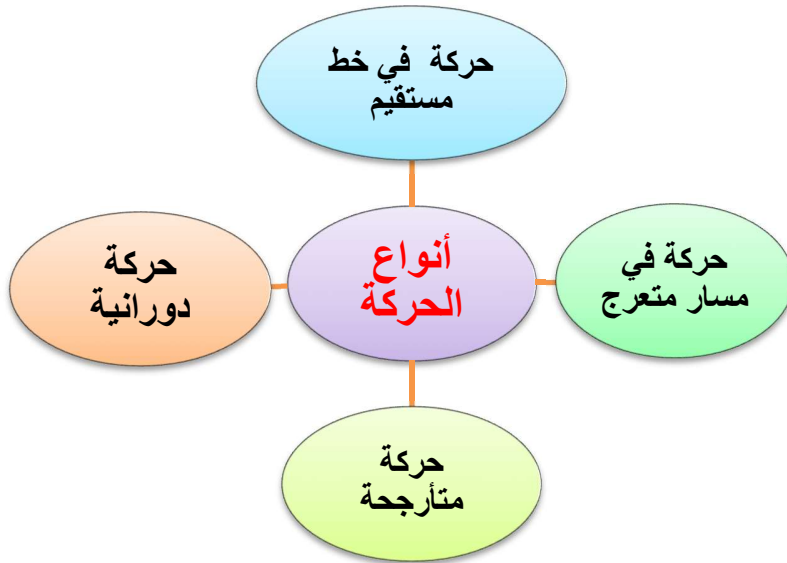 حركة في خط
مستقيم
أنواع
الحركة
حركة في
مسار متعرج
حركة
متأرجحة
حركة
دورانية